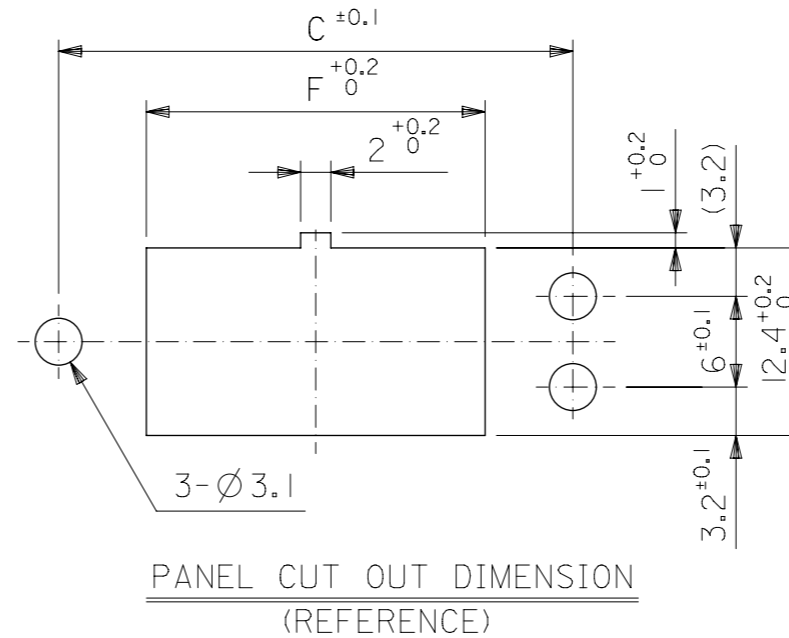 C ±0.1
F +0.2 0
2 +0.2 0
1 +0.2 0
(3.2)
6 ±0.1
12.4 +0.2 0
3.2 ±0.1
3-Ø3.1
PANEL CUT OUT DIMENSION
(REFERENCE)